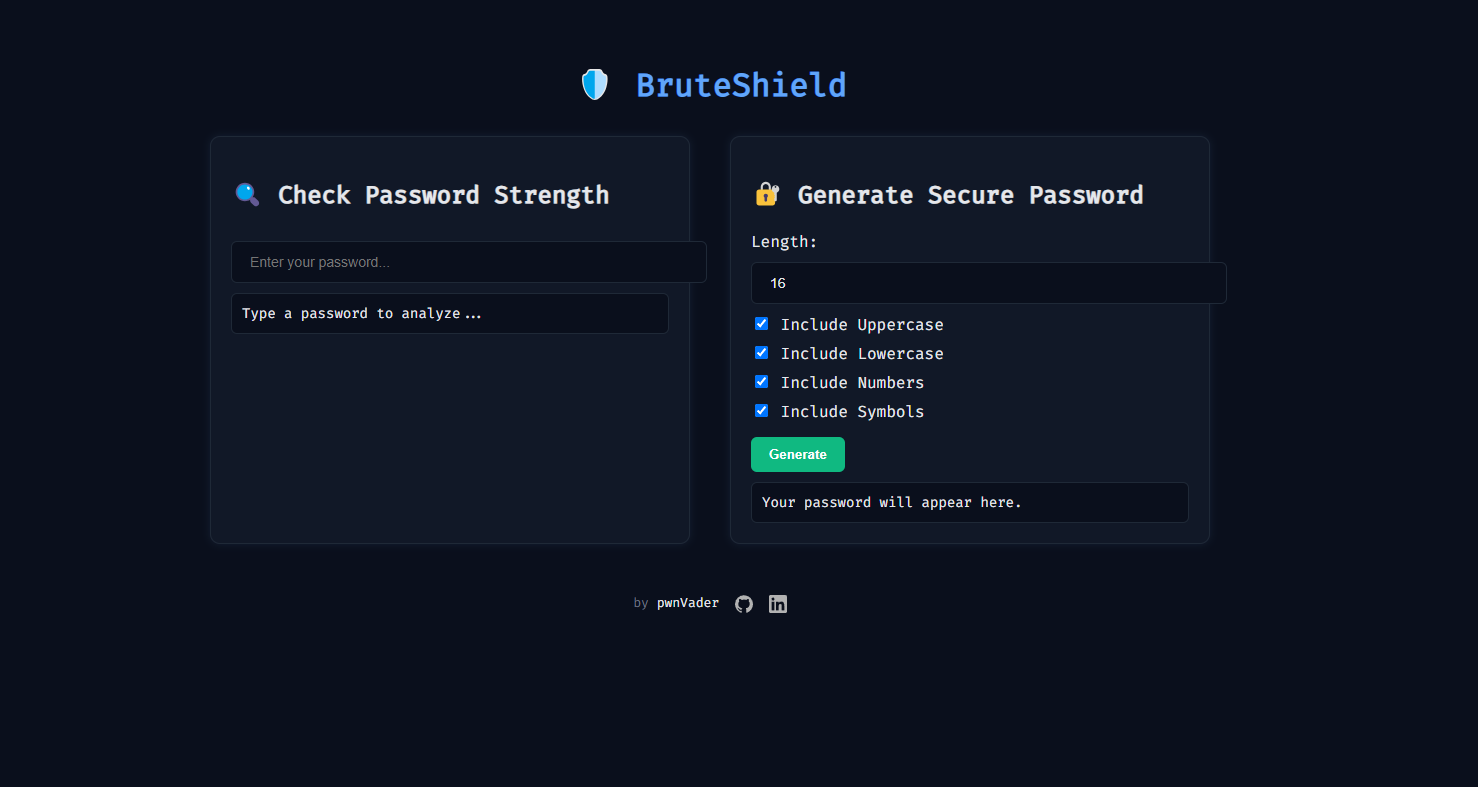 BruteShield
Check Password Strength
Enter your password...
Type a password to analyze...
Generate Secure Password
Length:
16
Include Uppercase
Include Lowercase
Include Numbers
Include Symbols
Generate
Your password will appear here.
by pwnVader in